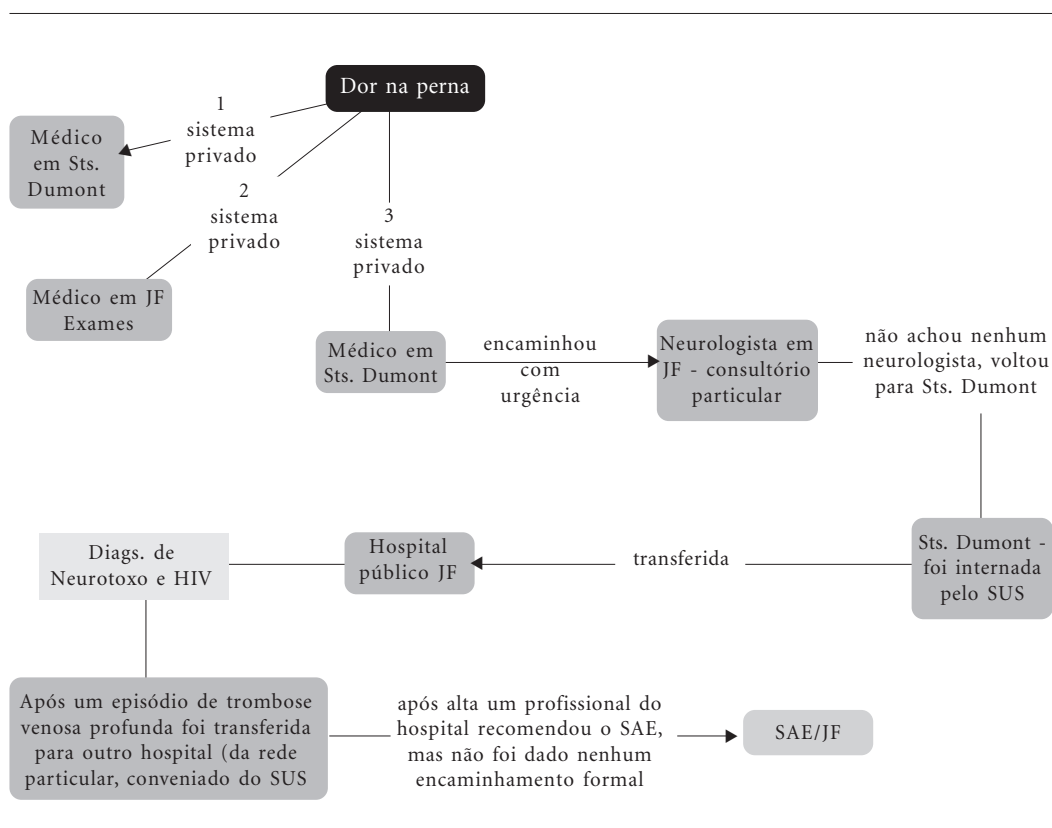 Dor na perna
1
sistema
privado
Médico
em Sts.
Dumont
2
sistema
privado
Médico em JF
Exames
3
sistema
privado
Médico em
Sts. Dumont
encaminhou
com
urgência
Neurologista em
JF - consultório
particular
não achou nenhum
neurologista, voltou
para Sts. Dumont
Sts. Dumont -
foi internada
pelo SUS
transferida
Hospital
público JF
Diags. de
Neurotoxo e HIV
Após um episódio de trombose
venosa profunda foi transferida
para outro hospital (da rede
particular, conveniado do SUS
após alta um profissional do
hospital recomendou o SAE,
mas não foi dado nenhum
encaminhamento formal
SAE/JF